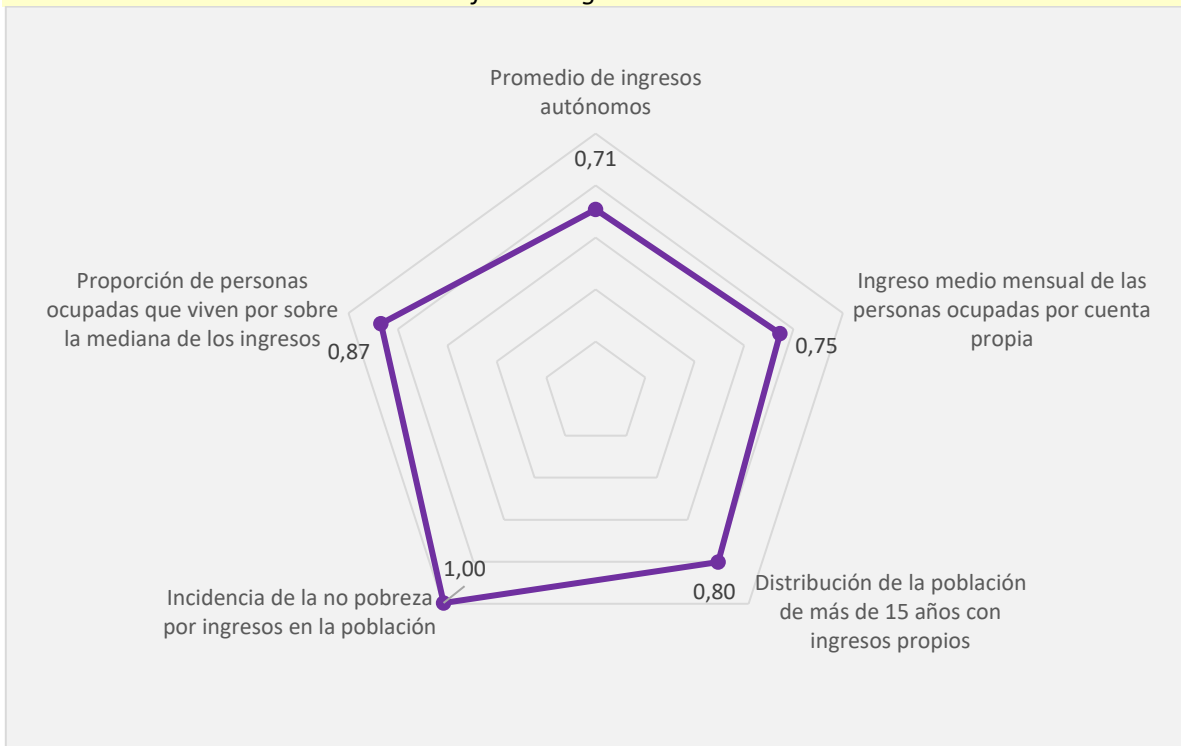 Promedio de ingresos
autónomos
0,71
Ingreso medio mensual de las
personas ocupadas por cuenta
propia
0,75
Proporción de personas
ocupadas que viven por sobre
la mediana de los ingresos
0,87
1,00
Incidencia de la no pobreza
por ingresos en la población
0,80
Distribución de la población
de más de 15 años con
ingresos propios